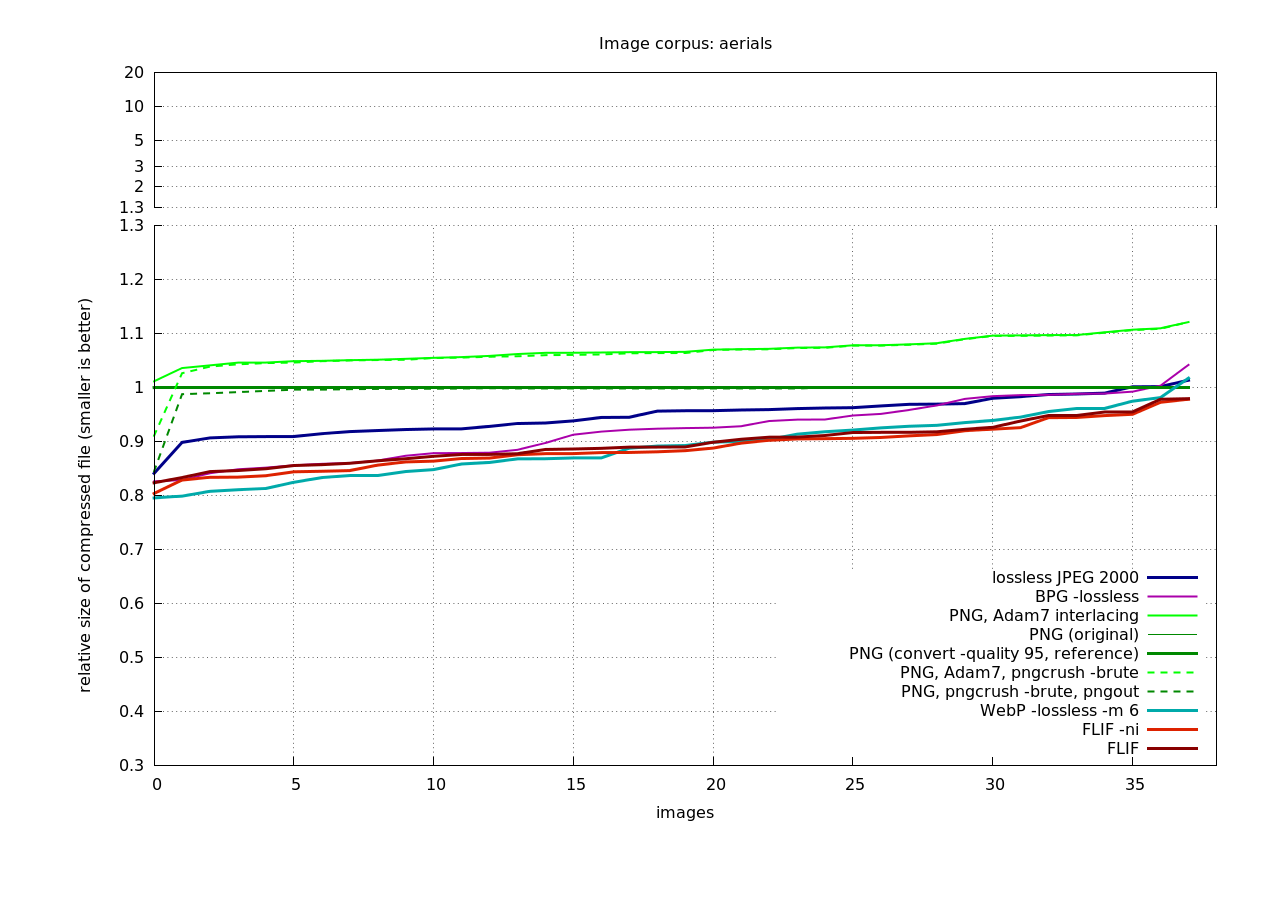 Image corpus: aerials
20
10
5
3
2
1.3
1.3
1.2
1.1
1
0.9
0.8
0.7
0.6
0.5
0.4
0.3
relative size of compressed file (smaller is better)
lossless JPEG 2000
BPG -lossless
PNG, Adam7 interlacing
PNG (original)
PNG (convert -quality 95, reference)
PNG, Adam7, pngcrush -brute
PNG, pngcrush -brute, pngout
WebP -lossless -m 6
FLIF -ni
FLIF
0 5 10 15 20 25 30 35
images